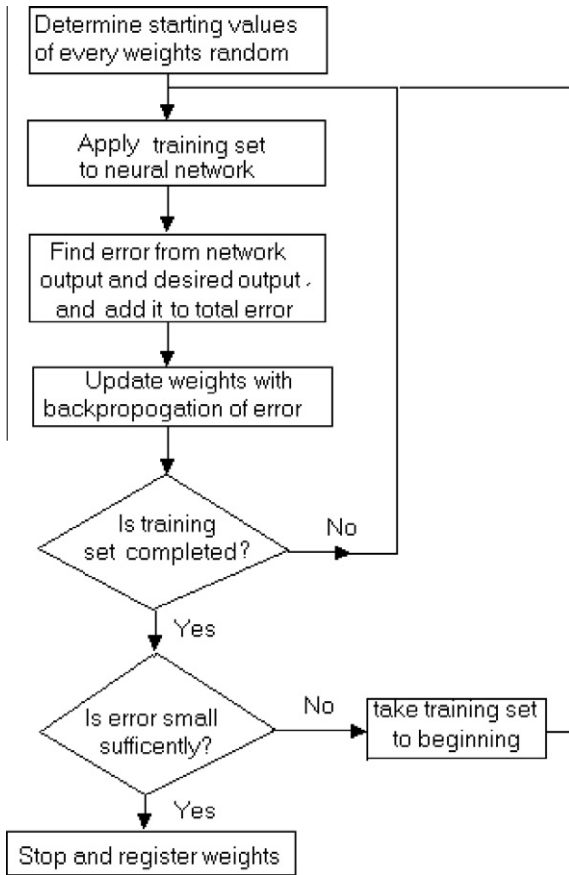 Determine starting values
of every weights random
Apply training set
to neural network
Find error from network
output and desired output,
and add it to total error
Update weights with
backpropogation of error
Is training
set completed?
No
Yes
Is error small
sufficently?
No
take training set
to beginning
Yes
Stop and register weights